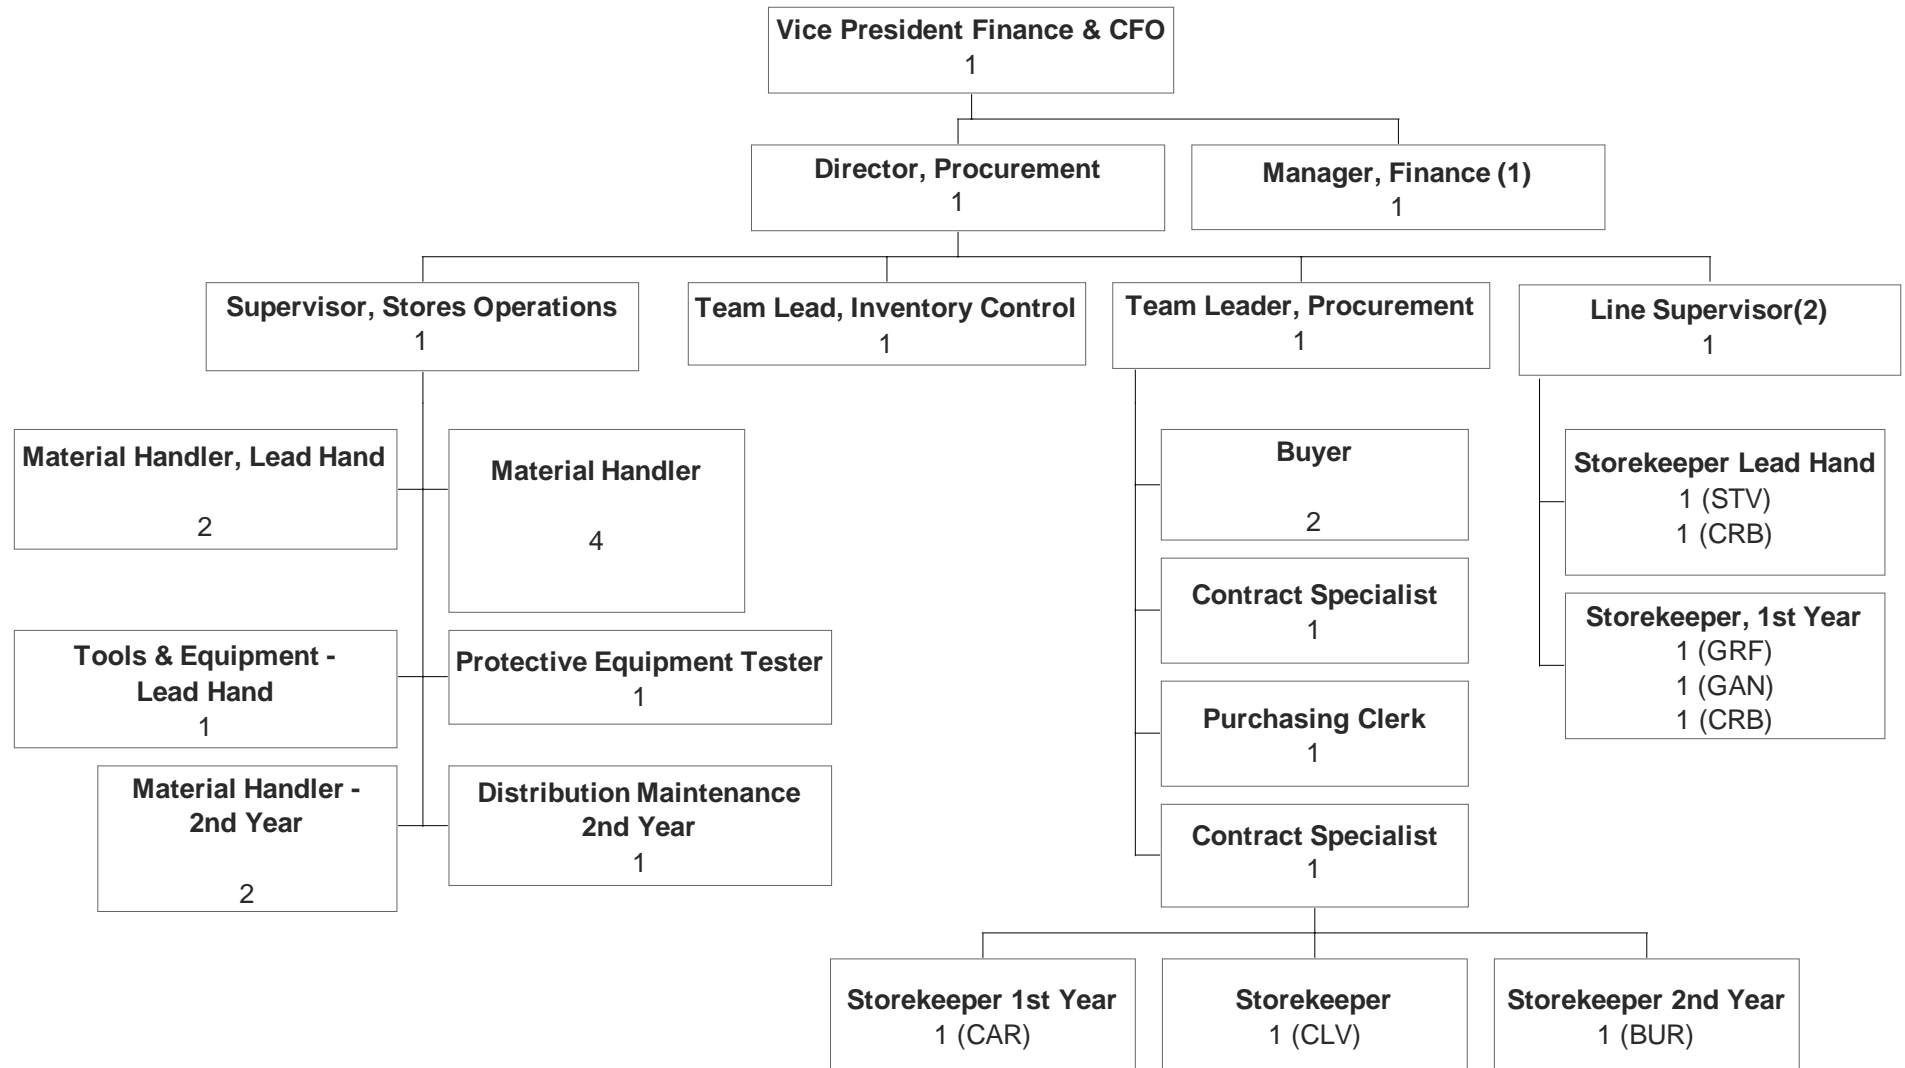 Vice President Finance & CFO
1
Director, Procurement
1
Manager, Finance (1)
1
Supervisor, Stores Operations
1
Team Lead, Inventory Control
1
Team Leader, Procurement
1
Line Supervisor(2)
1
Material Handler, Lead Hand
2
Material Handler
4
Tools & Equipment -
Lead Hand
1
Protective Equipment Tester
1
Material Handler -
2nd Year
2
Distribution Maintenance
2nd Year
1
Buyer
2
Contract Specialist
1
Purchasing Clerk
1
Contract Specialist
1
Storekeeper Lead Hand
1 (STV)
1 (CRB)
Storekeeper, 1st Year
1 (GRF)
1 (GAN)
1 (CRB)
Storekeeper 1st Year
1 (CAR)
Storekeeper
1 (CLV)
Storekeeper 2nd Year
1 (BUR)